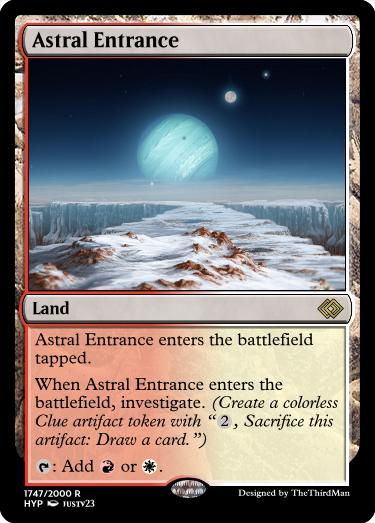 Astral Entrance
Land
Astral Entrance enters the battlefield
tapped.
When Astral Entrance enters the
battlefield, investigate. (Create a colorless
Clue artifact token with “2, Sacrifice this
artifact: Draw a card.”)
: Add or .
1747/2000 R
HYP TUSTY23
Designed by TheThirdMan